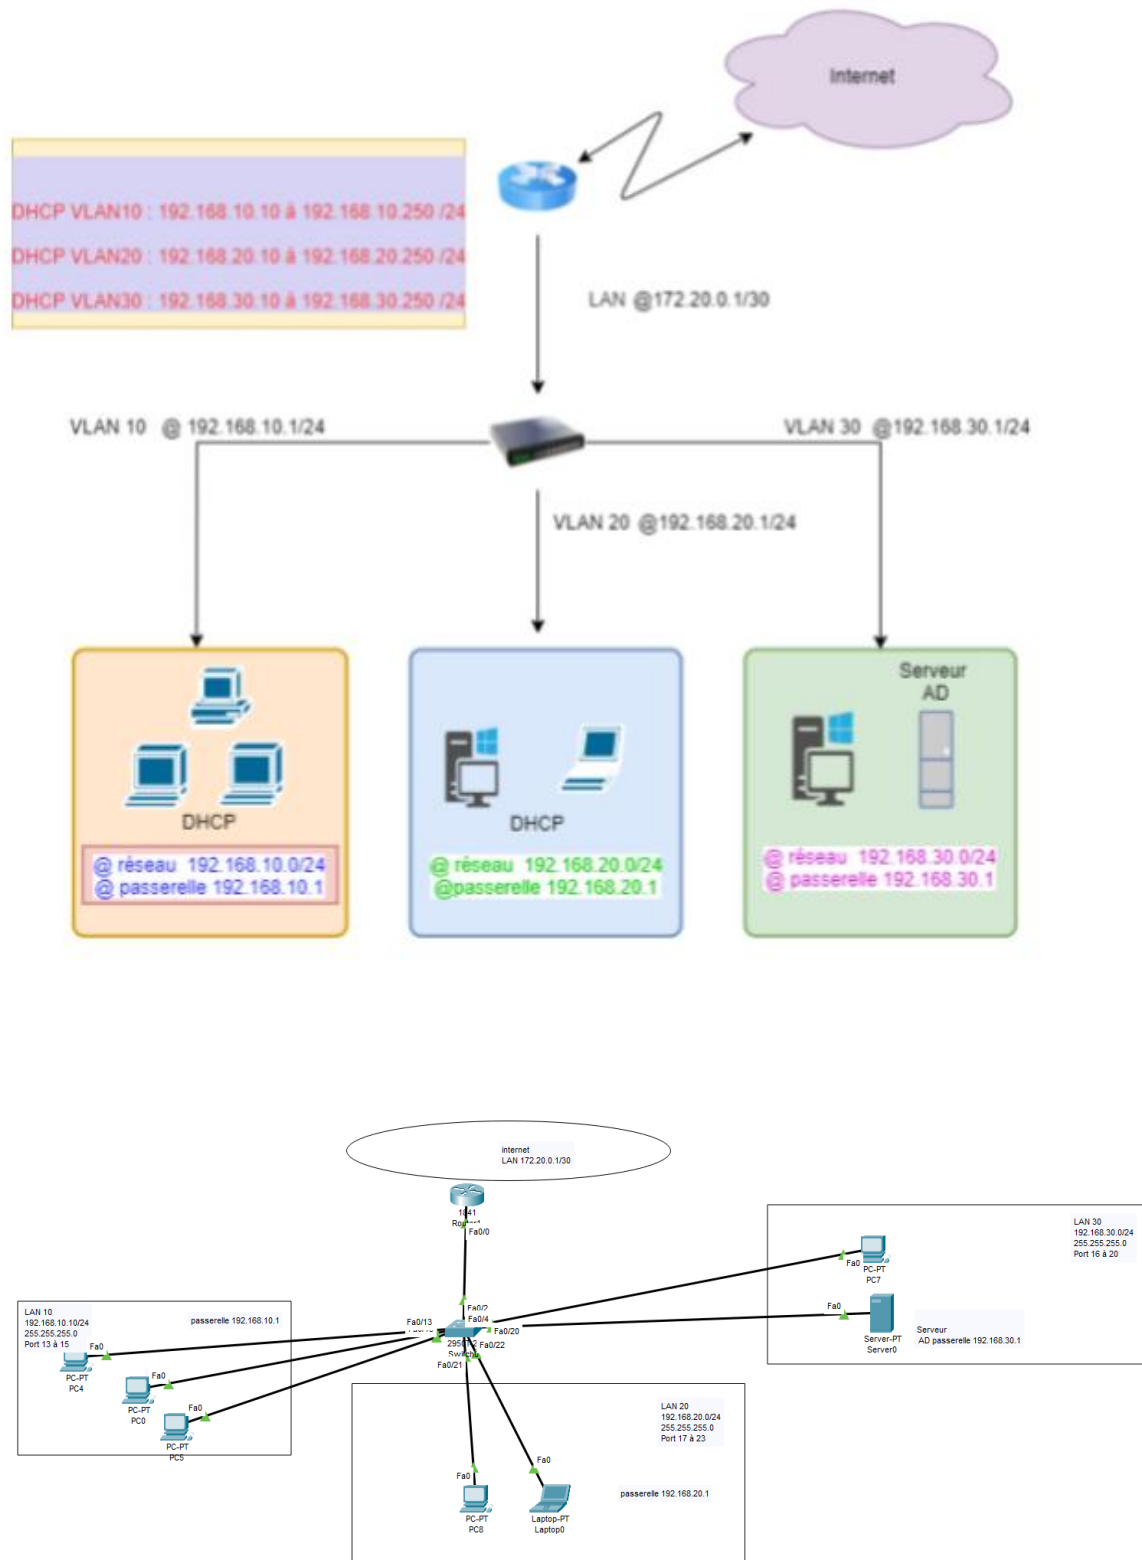 Internet
DHCP VLAN10 : 192.168.10.10 à 192.168.10.250 /24
DHCP VLAN20 : 192.168.20.10 à 192.168.20.250 /24
DHCP VLAN30 : 192.168.30.10 à 192.168.30.250 /24
LAN @172.20.0.1/30
VLAN 10 @ 192.168.10.1/24
VLAN 30 @192.168.30.1/24
VLAN 20 @192.168.20.1/24
Serveur
AD
DHCP
DHCP
@ réseau 192.168.10.0/24
@ passerelle 192.168.10.1
@ réseau 192.168.20.0/24
@passerelle 192.168.20.1
@ réseau 192.168.30.0/24
@ passerelle 192.168.30.1
internet
LAN 172.20.0.1/30
Fa0/0
LAN 30
192.168.30.0/24
255.255.255.0
Port 16 à 20
Fa0
PC-PT
PC7
Fa0/2
Fa0/4
Fa0/13
Fa0/20
Fa0/22
Fa0/21
LAN 10
192.168.10.10/24
255.255.255.0
Port 13 à 15
passerelle 192.168.10.1
Fa0
PC-PT
PC4
Fa0
PC-PT
PC0
Fa0
PC-PT
PC5
Fa0
Server-PT
Server0
Serveur
AD passerelle 192.168.30.1
LAN 20
192.168.20.0/24
255.255.255.0
Port 17 à 23
passerelle 192.168.20.1
Fa0
PC-PT
PC8
Fa0
Laptop-PT
Laptop0